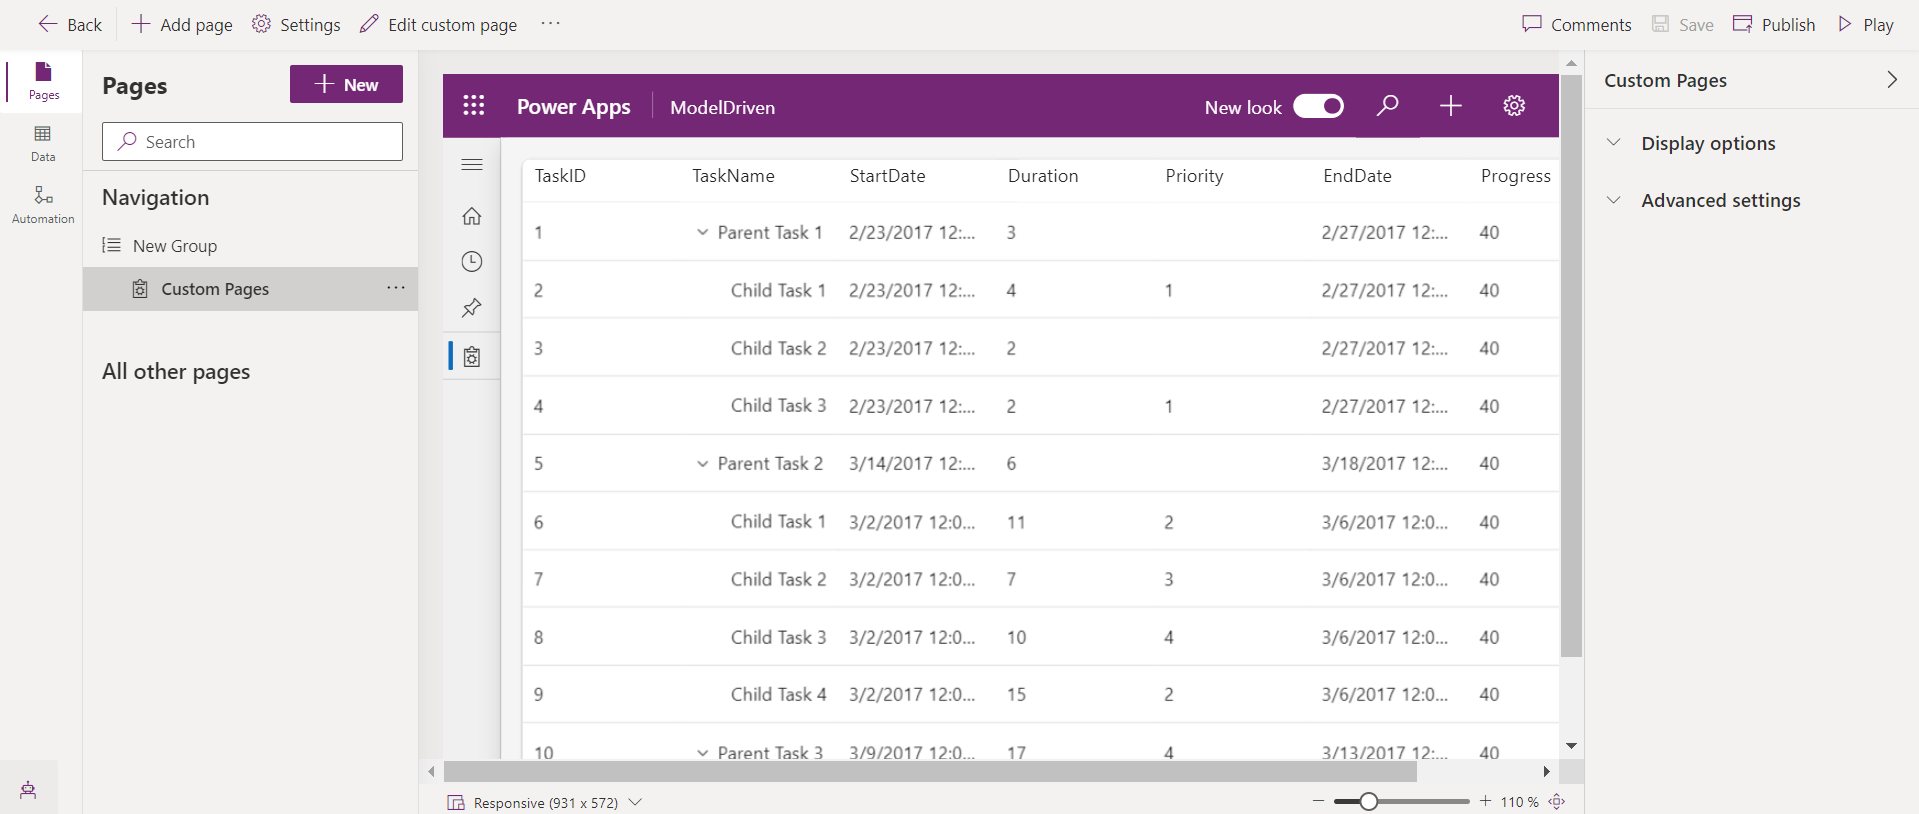 Back
Add page
Settings
Edit custom page
...
Comments
Save
Publish
Play
Pages
Data
Automation
Pages
New
Search
Navigation
New Group
Custom Pages
...
All other pages
Power Apps
ModelDriven
New look
TaskID TaskName StartDate Duration Priority EndDate Progress
1 Parent Task 1 2/23/2017 12:... 3 2/27/2017 12:... 40
2 Child Task 1 2/23/2017 12:... 4 1 2/27/2017 12:... 40
3 Child Task 2 2/23/2017 12:... 2 2/27/2017 12:... 40
4 Child Task 3 2/23/2017 12:... 2 1 2/27/2017 12:... 40
5 Parent Task 2 3/14/2017 12:... 6 3/18/2017 12:... 40
6 Child Task 1 3/2/2017 12:0... 11 2 3/6/2017 12:0... 40
7 Child Task 2 3/2/2017 12:0... 7 3 3/6/2017 12:0... 40
8 Child Task 3 3/2/2017 12:0... 10 4 3/6/2017 12:0... 40
9 Child Task 4 3/2/2017 12:0... 15 2 3/6/2017 12:0... 40
10 Parent Task 3 3/9/2017 12:0... 17 4 3/13/2017 12:... 40
Responsive (931 x 572)
110 %
Custom Pages
Display options
Advanced settings